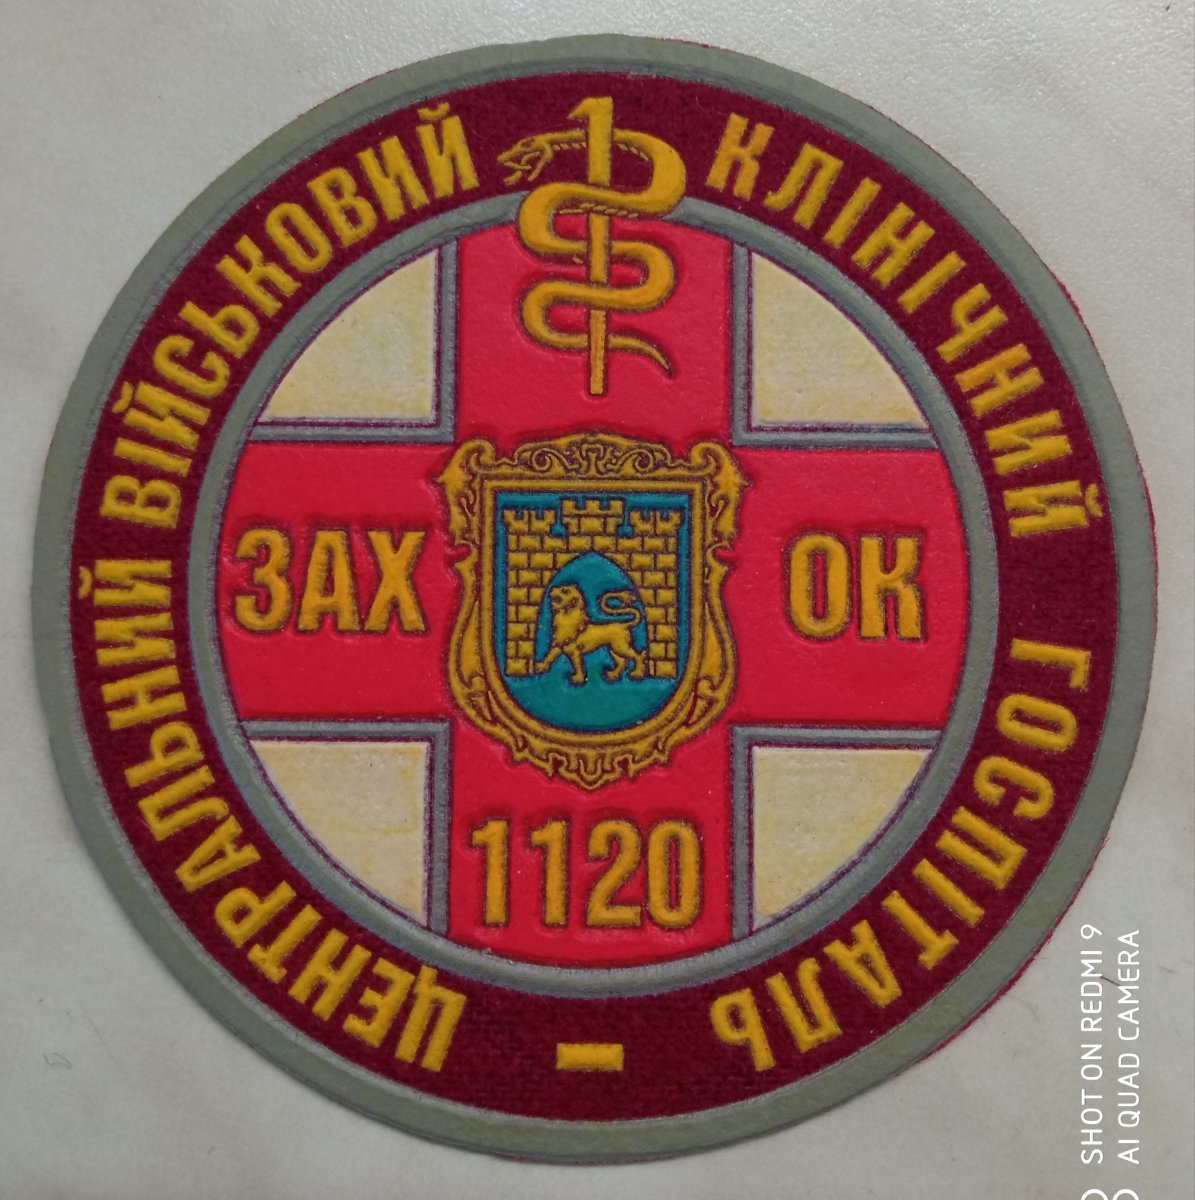 ЦЕНТРАЛЬНИЙ ВІЙСЬКОВИЙ КЛІНІЧНИЙ ГОСПІТАЛЬ -
ЗАХ ОК
1120
SHOT ON REDMI 9
AI QUAD CAMERA